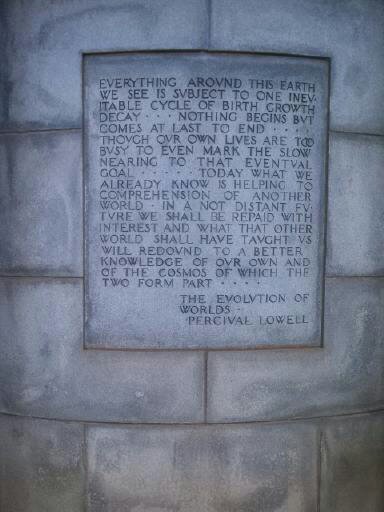 EVERYTHING AROVND THIS EARTH
WE SEE IS SVBJECT TO ONE INEV·
ITABLE CYCLE OF BIRTH GROWTH
DECAY · · · NOTHING BEGINS BVT
COMES AT LAST TO END · · · ·
THOVGH OVR OWN LIVES ARE TOO
BVSY TO EVEN MARK THE SLOW
NEARING TO THAT EVENTVAL
GOAL · · · · · TODAY WHAT WE
ALREADY KNOW IS HELPING TO
COMPREHENSION OF ANOTHER
WORLD · IN A NOT DISTANT FV·
TVRE WE SHALL BE REPAID WITH
INTEREST AND WHAT THAT OTHER
WORLD SHALL HAVE TAVGHT VS
WILL REDOVND TO A BETTER
KNOWLEDGE OF OVR OWN AND
OF THE COSMOS OF WHICH THE
TWO FORM PART · · · ·
THE EVOLVTION OF
WORLDS ·
PERCIVAL LOWELL